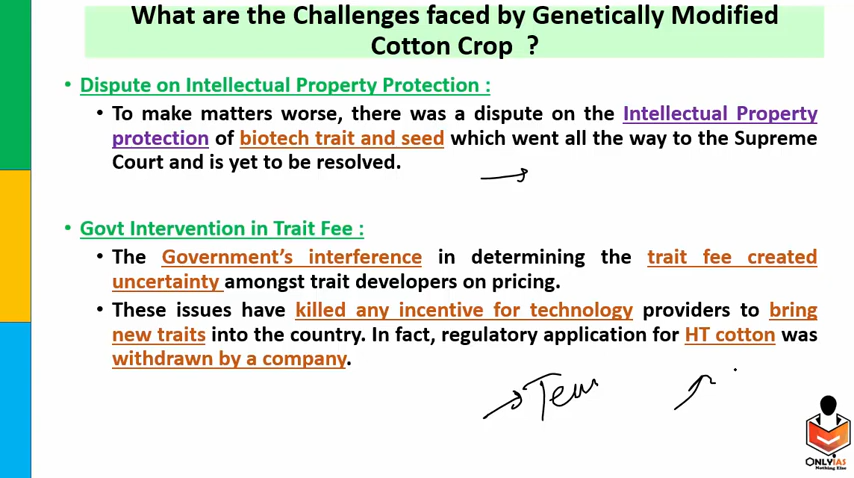 What are the Challenges faced by Genetically Modified
Cotton Crop ?
• Dispute on Intellectual Property Protection :
• To make matters worse, there was a dispute on the Intellectual Property
protection of biotech trait and seed which went all the way to the Supreme
Court and is yet to be resolved.
• Govt Intervention in Trait Fee :
• The Government's interference in determining the trait fee created
uncertainty amongst trait developers on pricing.
• These issues have killed any incentive for technology providers to bring
new traits into the country. In fact, regulatory application for HT cotton was
withdrawn by a company.
ONLYIAS
Nothing Else